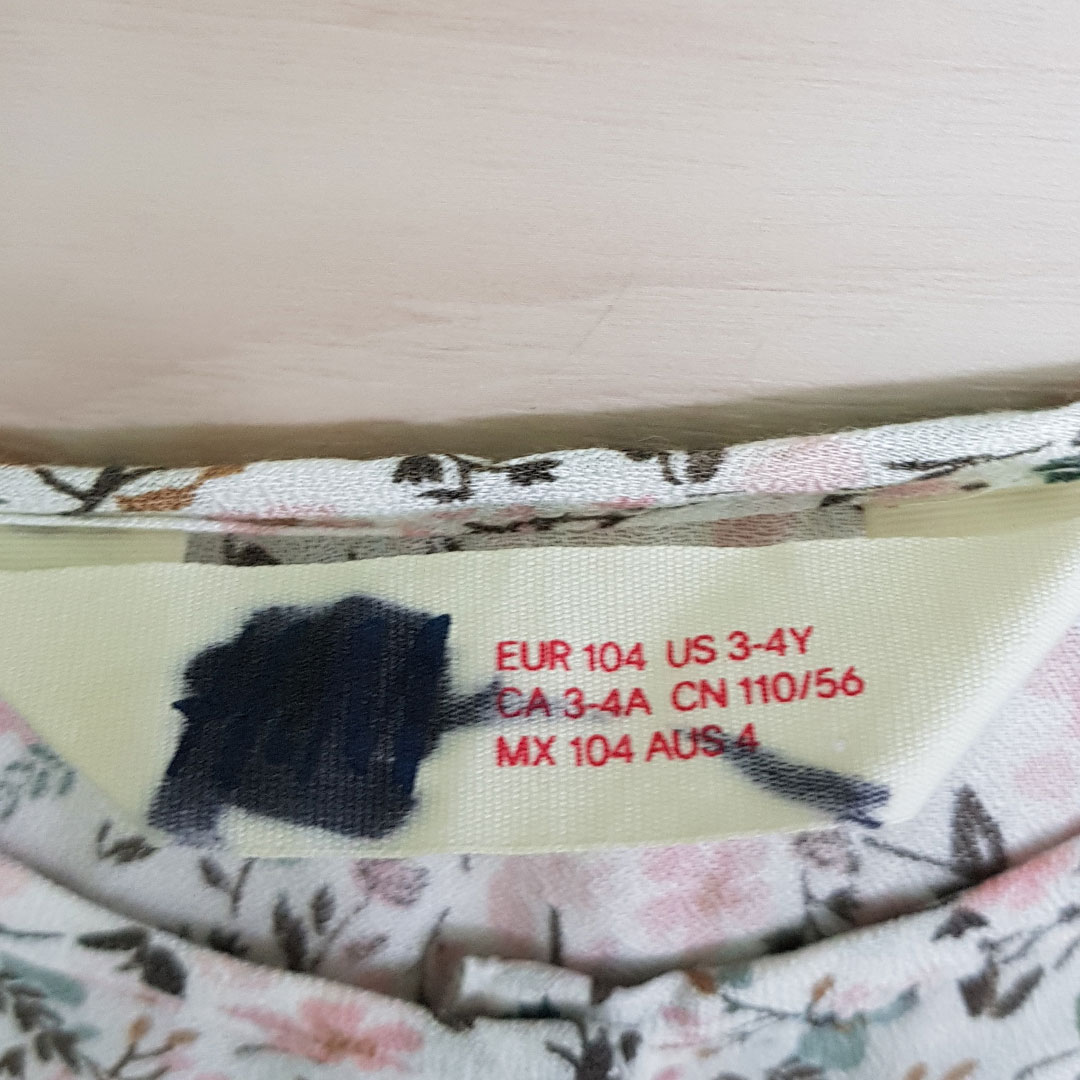 EUR 104 US 3-4Y
CA 3-4A CN 110/56
MX 104 AUS 4